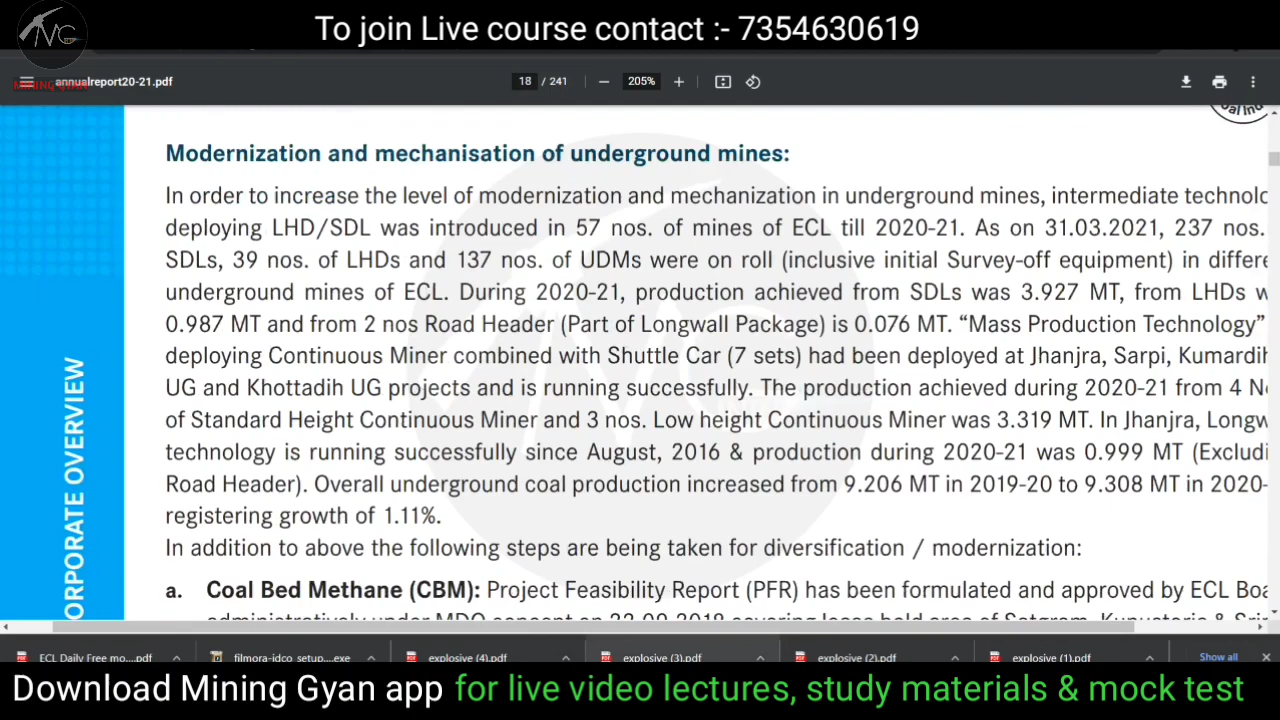 To join Live course contact :- 7354630619
MINING GYAN
annualreport20-21.pdf
18 / 241
205%
Modernization and mechanisation of underground mines:
In order to increase the level of modernization and mechanization in underground mines, intermediate technolo
deploying LHD/SDL was introduced in 57 nos. of mines of ECL till 2020-21. As on 31.03.2021, 237 nos.
SDLs, 39 nos. of LHDs and 137 nos. of UDMs were on roll (inclusive initial Survey-off equipment) in differe
underground mines of ECL. During 2020-21, production achieved from SDLs was 3.927 MT, from LHDs w
0.987 MT and from 2 nos Road Header (Part of Longwall Package) is 0.076 MT. “Mass Production Technology”
deploying Continuous Miner combined with Shuttle Car (7 sets) had been deployed at Jhanjra, Sarpi, Kumardih
UG and Khottadih UG projects and is running successfully. The production achieved during 2020-21 from 4 N
of Standard Height Continuous Miner and 3 nos. Low height Continuous Miner was 3.319 MT. In Jhanjra, Longw
technology is running successfully since August, 2016 & production during 2020-21 was 0.999 MT (Excludi
Road Header). Overall underground coal production increased from 9.206 MT in 2019-20 to 9.308 MT in 2020-
registering growth of 1.11%.
In addition to above the following steps are being taken for diversification / modernization:
a. Coal Bed Methane (CBM): Project Feasibility Report (PFR) has been formulated and approved by ECL Boa
ORPORATE OVERVIEW
ECL Daily Free mo....pdf
filmora-idco_setup....exe
explosive (4).pdf
explosive (3).pdf
explosive (2).pdf
explosive (1).pdf
Show all
Download Mining Gyan app for live video lectures, study materials & mock test